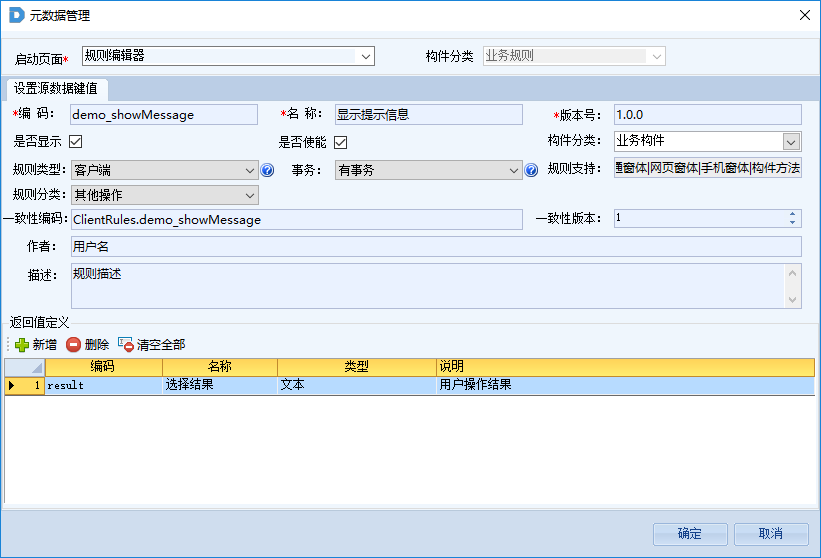 元数据管理
启动页面* 规则编辑器 构件分类 业务规则
设置源数据键值
*编 码: demo_showMessage *名 称: 显示提示信息 *版本号: 1.0.0
是否显示 是否使能 构件分类: 业务构件
规则类型: 客户端 事务: 有事务 规则支持: 窗体|网页窗体|手机窗体|构件方法
规则分类: 其他操作
一致性编码: ClientRules.demo_showMessage 一致性版本: 1
作者: 用户名
描述: 规则描述
返回值定义
新增 删除 清空全部
编码 名称 类型 说明
1 result 选择结果 文本 用户操作结果
确定 取消